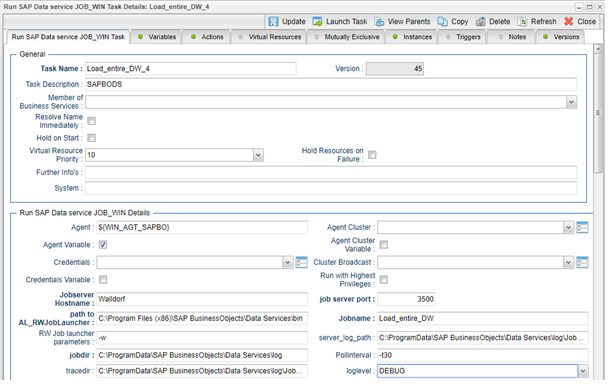 Run SAP Data service JOB_WIN Task Details: Load_entire_DW_4
Update Launch Task View Parents Copy Delete Refresh Close
Run SAP Data service JOB_WIN Task Variables Actions Virtual Resources Mutually Exclusive Instances Triggers Notes Versions
General
Task Name : Load_entire_DW_4 Version : 45
Task Description : SAPBODS
Member of Business Services :
Resolve Name Immediately :
Hold on Start :
Virtual Resource Priority : 10 Hold Resources on Failure :
Further Info's :
System :
Run SAP Data service JOB_WIN Details
Agent : ${WIN_AGT_SAPBO} Agent Cluster :
Agent Variable : Agent Cluster Variable :
Credentials : Cluster Broadcast :
Credentials Variable : Run with Highest Privileges :
Jobserver Hostname : Walldorf job server port : 3500
path to AL_RWJobLauncher : C:\Program Files (x86)\SAP BusinessObjects\Data Services\bin Jobname : Load_entire_DW
RW Job launcher parameters : -w server_log_path : C:\ProgramData\SAP BusinessObjects\Data Services\log\Job...
jobdir : C:\ProgramData\SAP BusinessObjects\Data Services\log Pollinterval : -t30
tracedir : C:\ProgramData\SAP BusinessObjects\Data Services\log\Job... loglevel : DEBUG